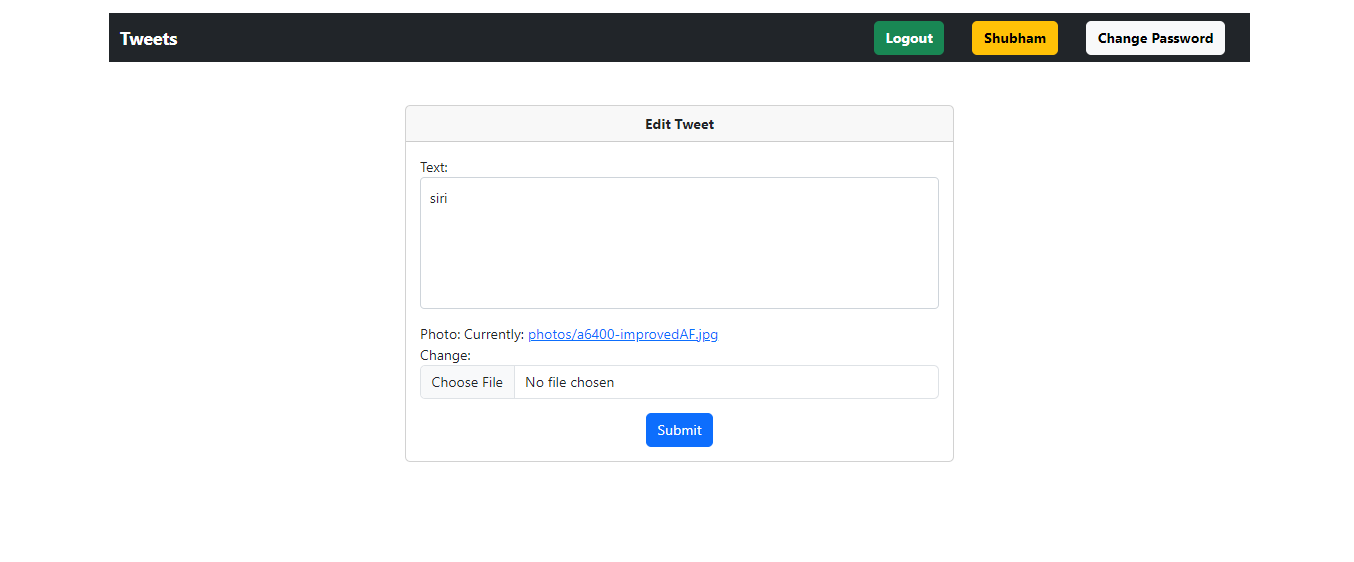 Tweets Logout Shubham Change Password
Edit Tweet
Text:
siri
Photo: Currently: photos/a6400-improvedAF.jpg
Change:
Choose File No file chosen
Submit